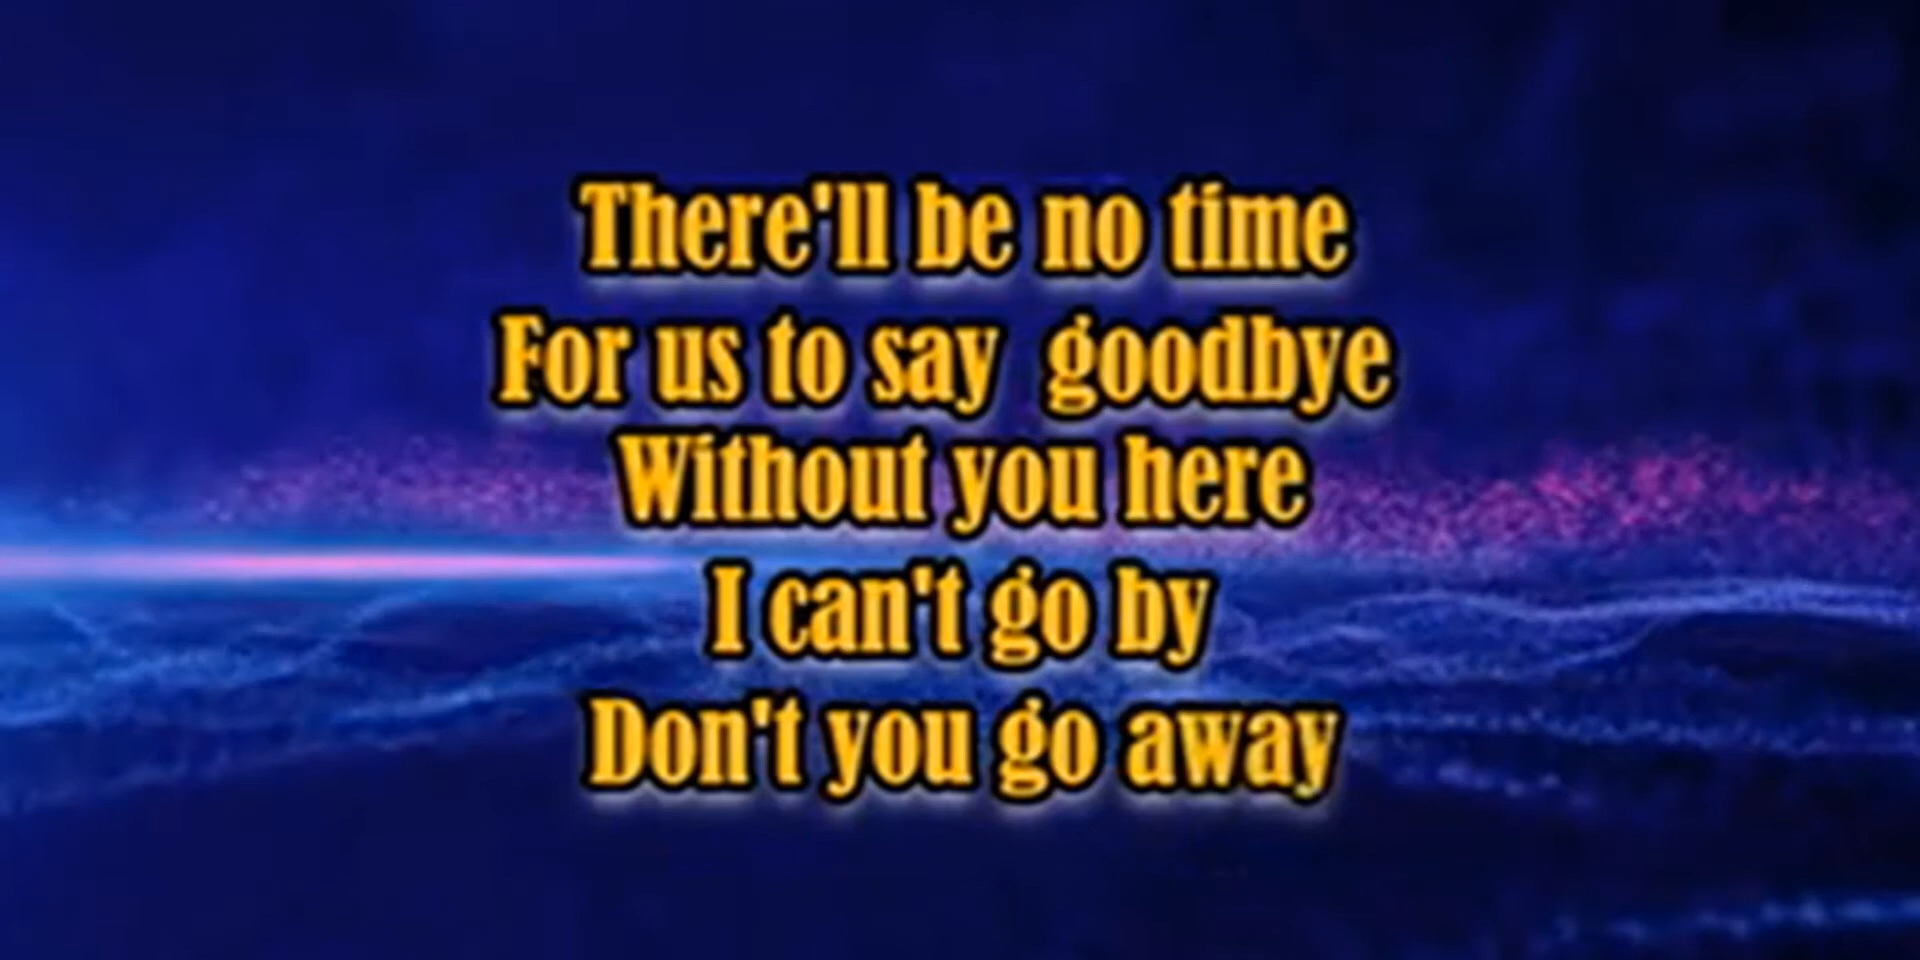 There'll be no time
For us to say  goodbye
Without you here
I can't go by
Don't you go away